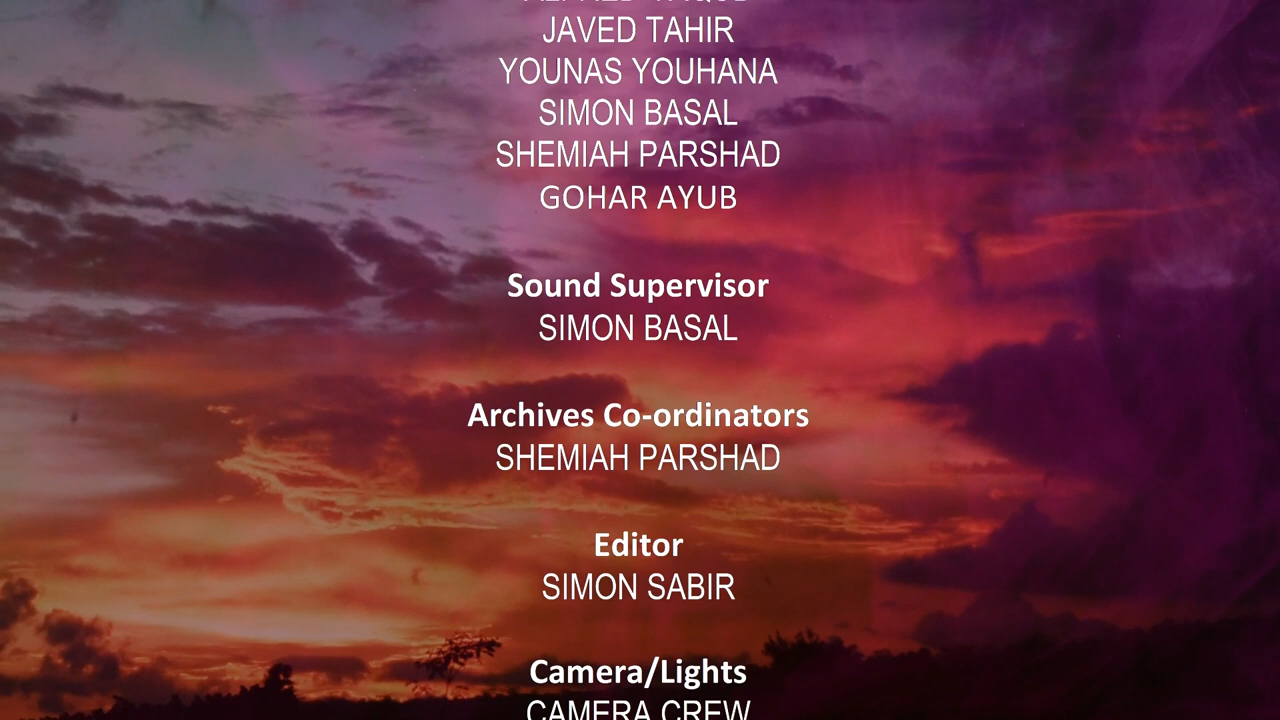 JAVED TAHIR
YOUNAS YOUHANA
SIMON BASAL
SHEMIAH PARSHAD
GOHAR AYUB
Sound Supervisor
SIMON BASAL
Archives Co-ordinators
SHEMIAH PARSHAD
Editor
SIMON SABIR
Camera/Lights
CAMERA CREW